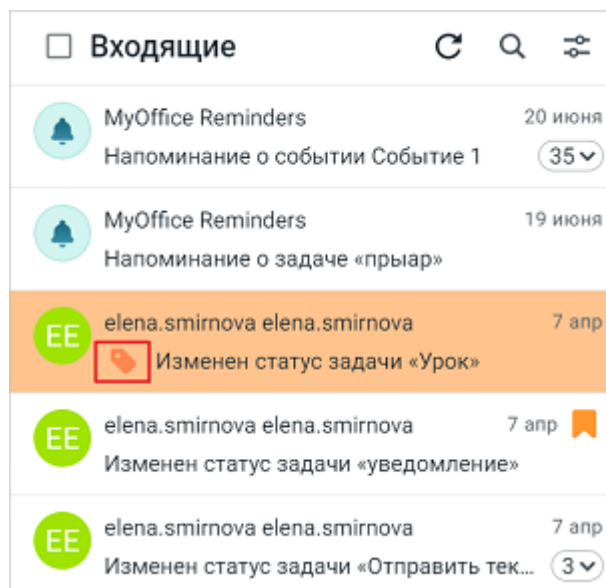 Входящие
MyOffice Reminders 20 июня
Напоминание о событии Событие 1 35
MyOffice Reminders 19 июня
Напоминание о задаче «прыар»
EE elena.smirnova elena.smirnova 7 апр
Изменен статус задачи «Урок»
EE elena.smirnova elena.smirnova 7 апр
Изменен статус задачи «уведомление»
EE elena.smirnova elena.smirnova 7 апр
Изменен статус задачи «Отправить тек... 3